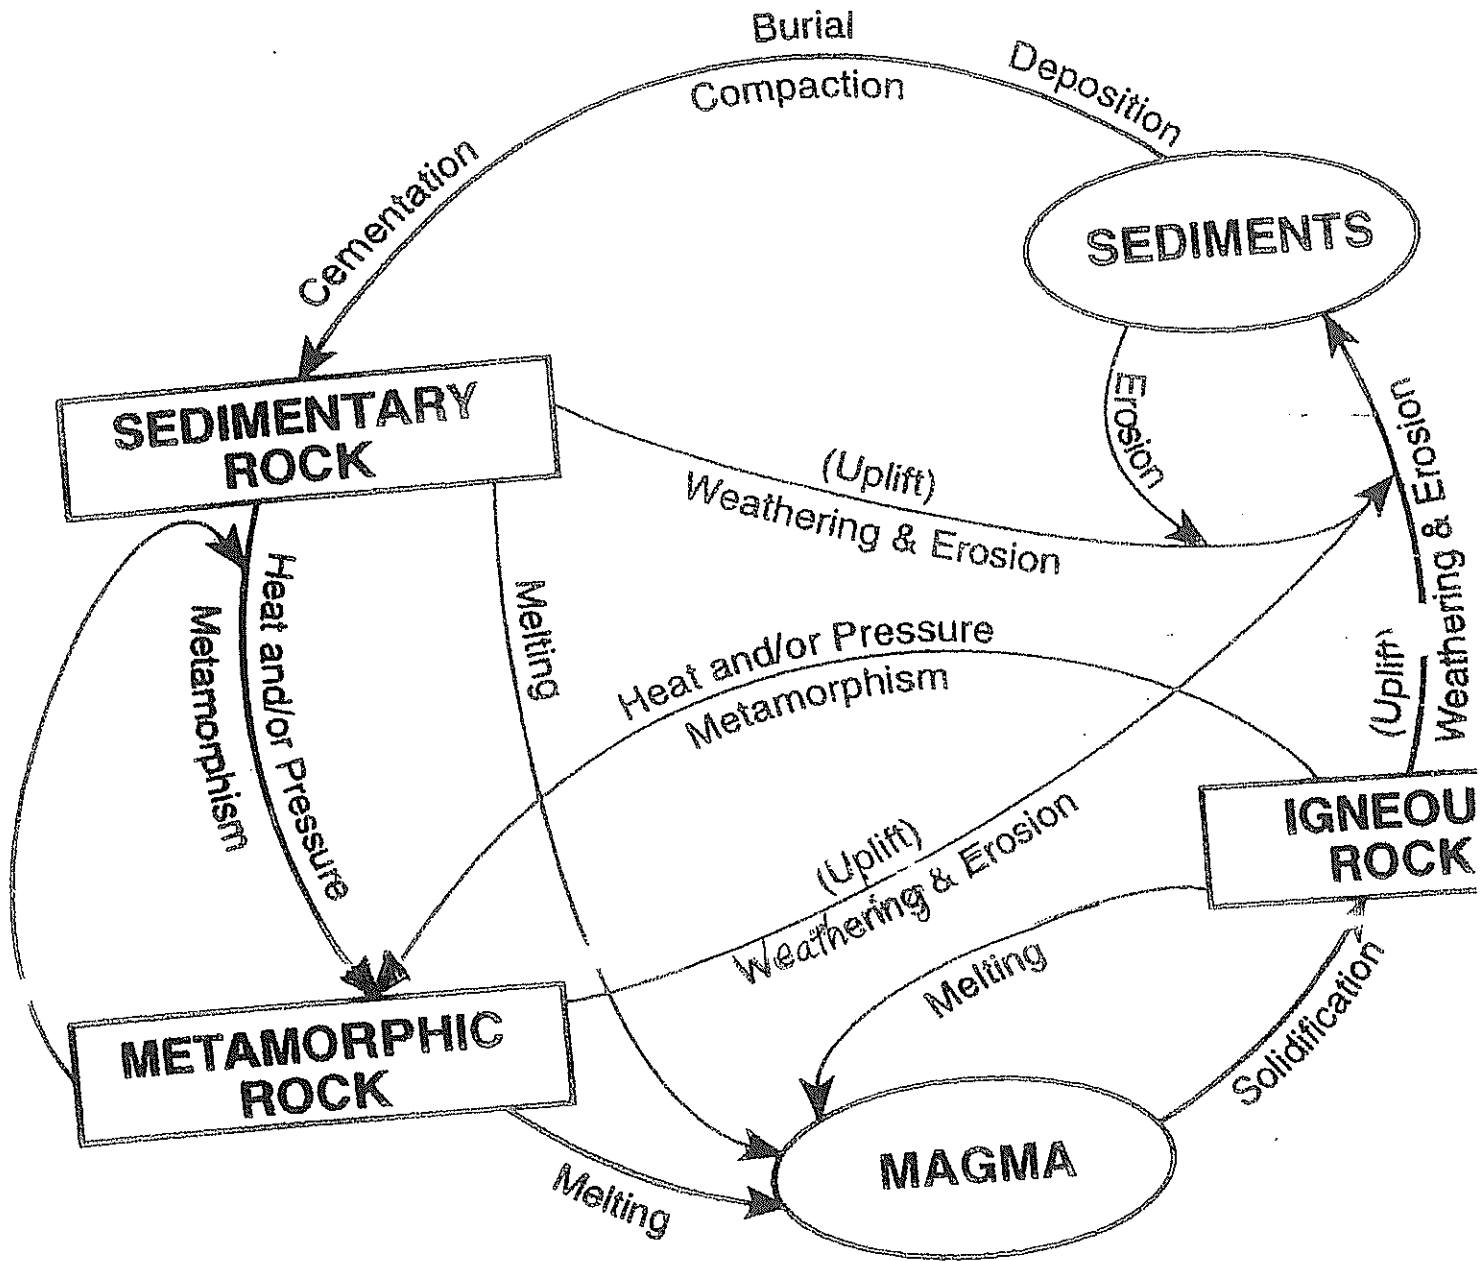 Burial
Compaction
Deposition
Cementation
SEDIMENTS
SEDIMENTARY
ROCK
Erosion
(Uplift)
Weathering & Erosion
Weathering & Erosion
(Uplift)
Heat and/or Pressure
Metamorphism
Melting
Heat and/or Pressure
Metamorphism
IGNEOU
ROCK
(Uplift)
Weathering & Erosion
Melting
Solidification
METAMORPHIC
ROCK
Melting
MAGMA